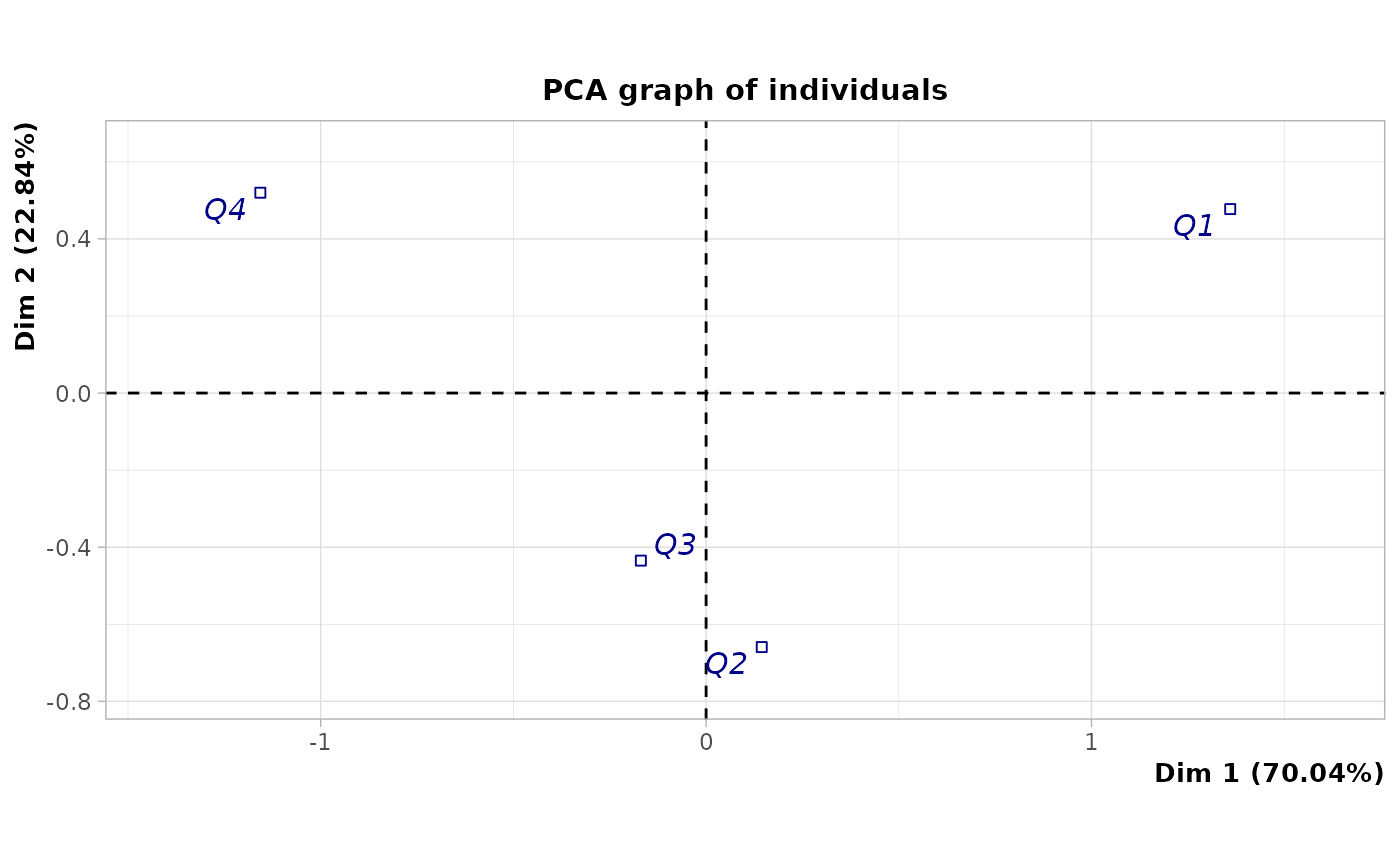 PCA graph of individuals
Dim 2 (22.84%)
Q4
Q1
0.4
0.0
Q3
-0.4
Q2
-0.8
-1
0
1
Dim 1 (70.04%)